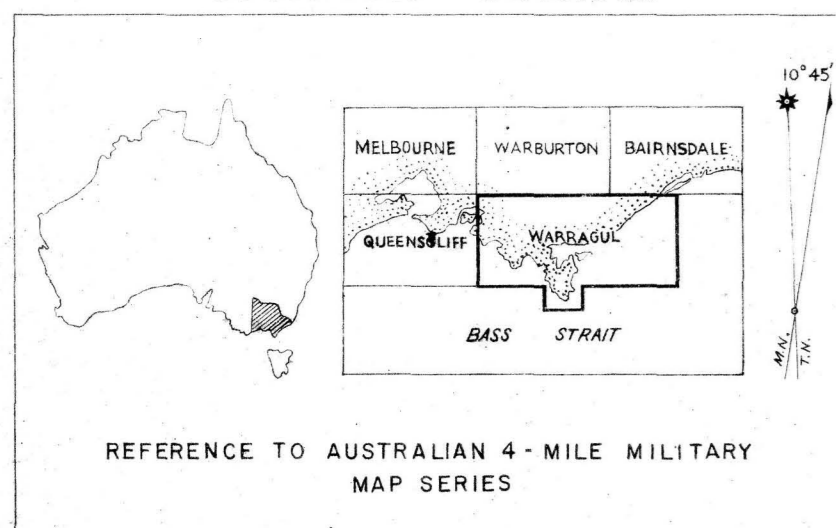 10° 45'
MELBOURNE WARBURTON BAIRNSDALE
QUEENSCLIFF WARRAGUL
BASS STRAIT
M.N. T.N.
REFERENCE TO AUSTRALIAN 4-MILE MILITARY
MAP SERIES